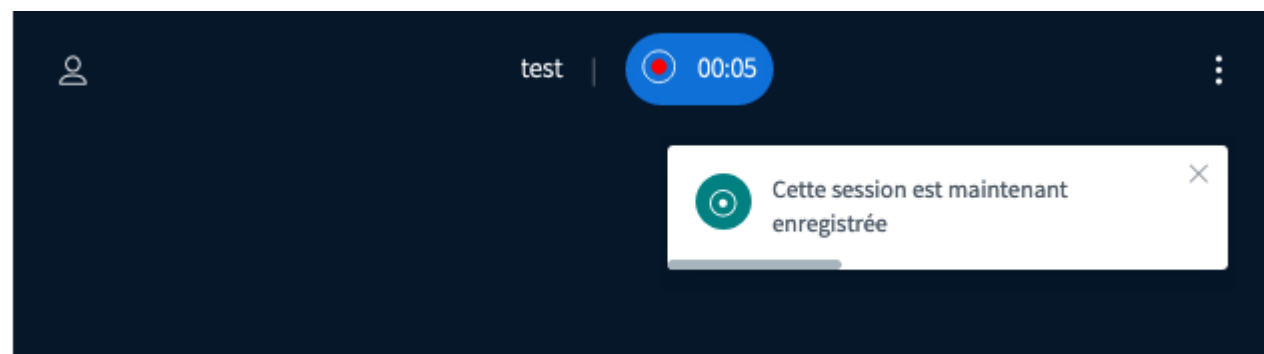 test | 00:05
Cette session est maintenant
enregistrée